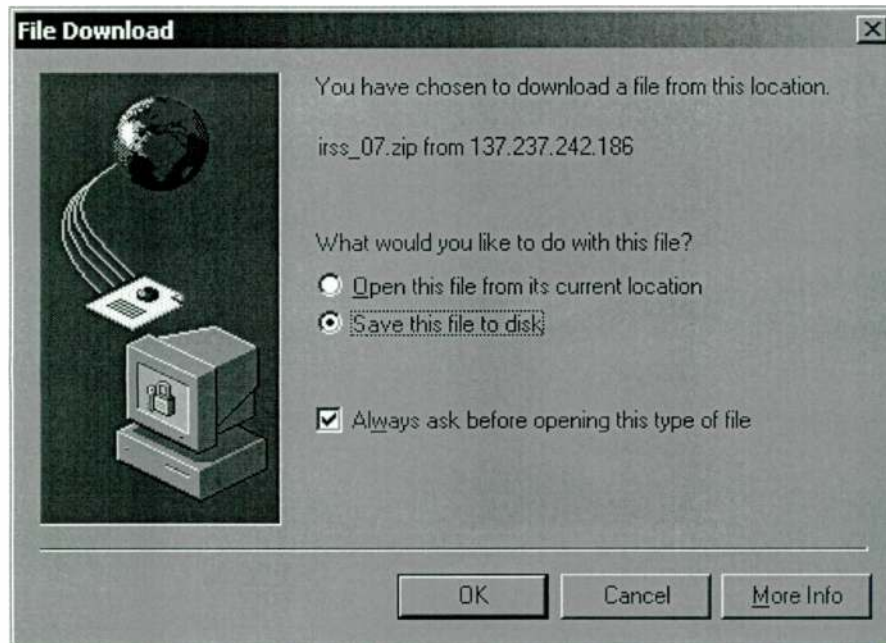 File Download
You have chosen to download a file from this location.
irss_07.zip from 137.237.242.186
What would you like to do with this file?
Open this file from its current location
Save this file to disk
Always ask before opening this type of file
OK
Cancel
More Info